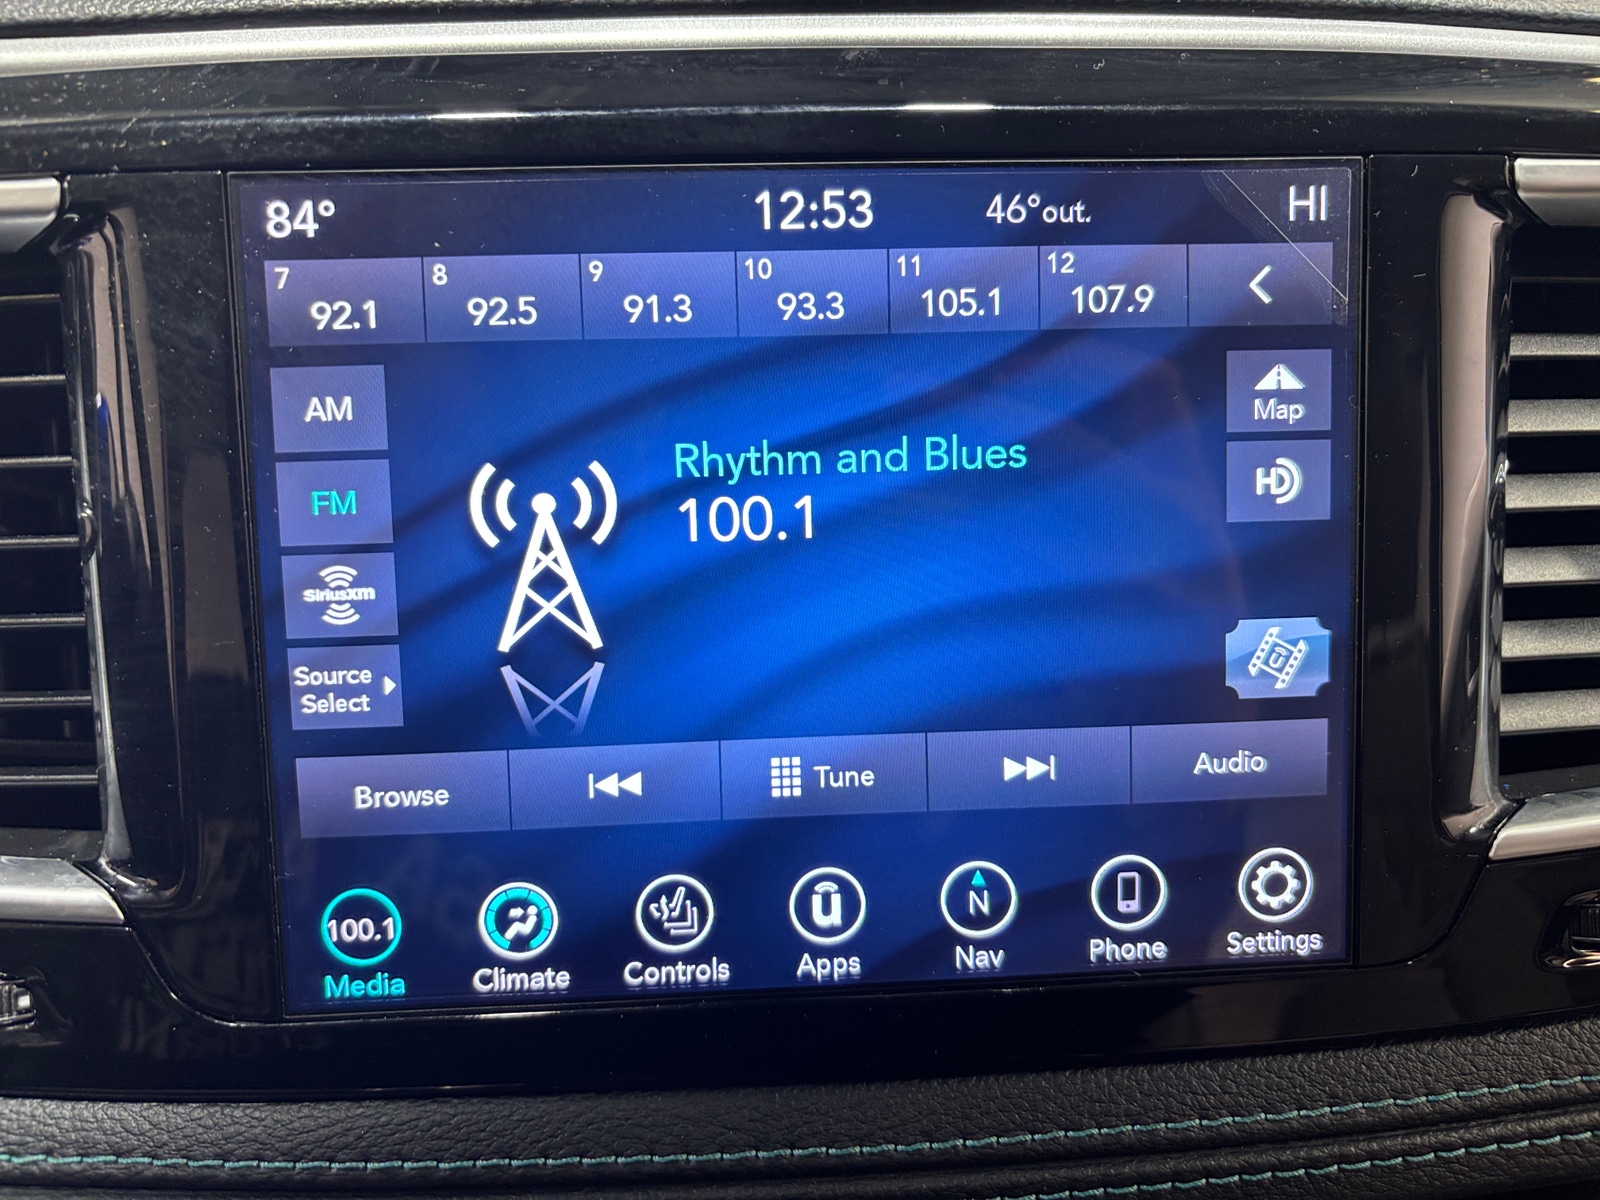 84° 12:53 46°out. HI
7 8 9 10 11 12
92.1 92.5 91.3 93.3 105.1 107.9
AM
Map
Rhythm and Blues
HD
FM
100.1
SiriusXM
Source
Select
Browse Tune Audio
100.1 u N
Media Climate Controls Apps Nav Phone Settings